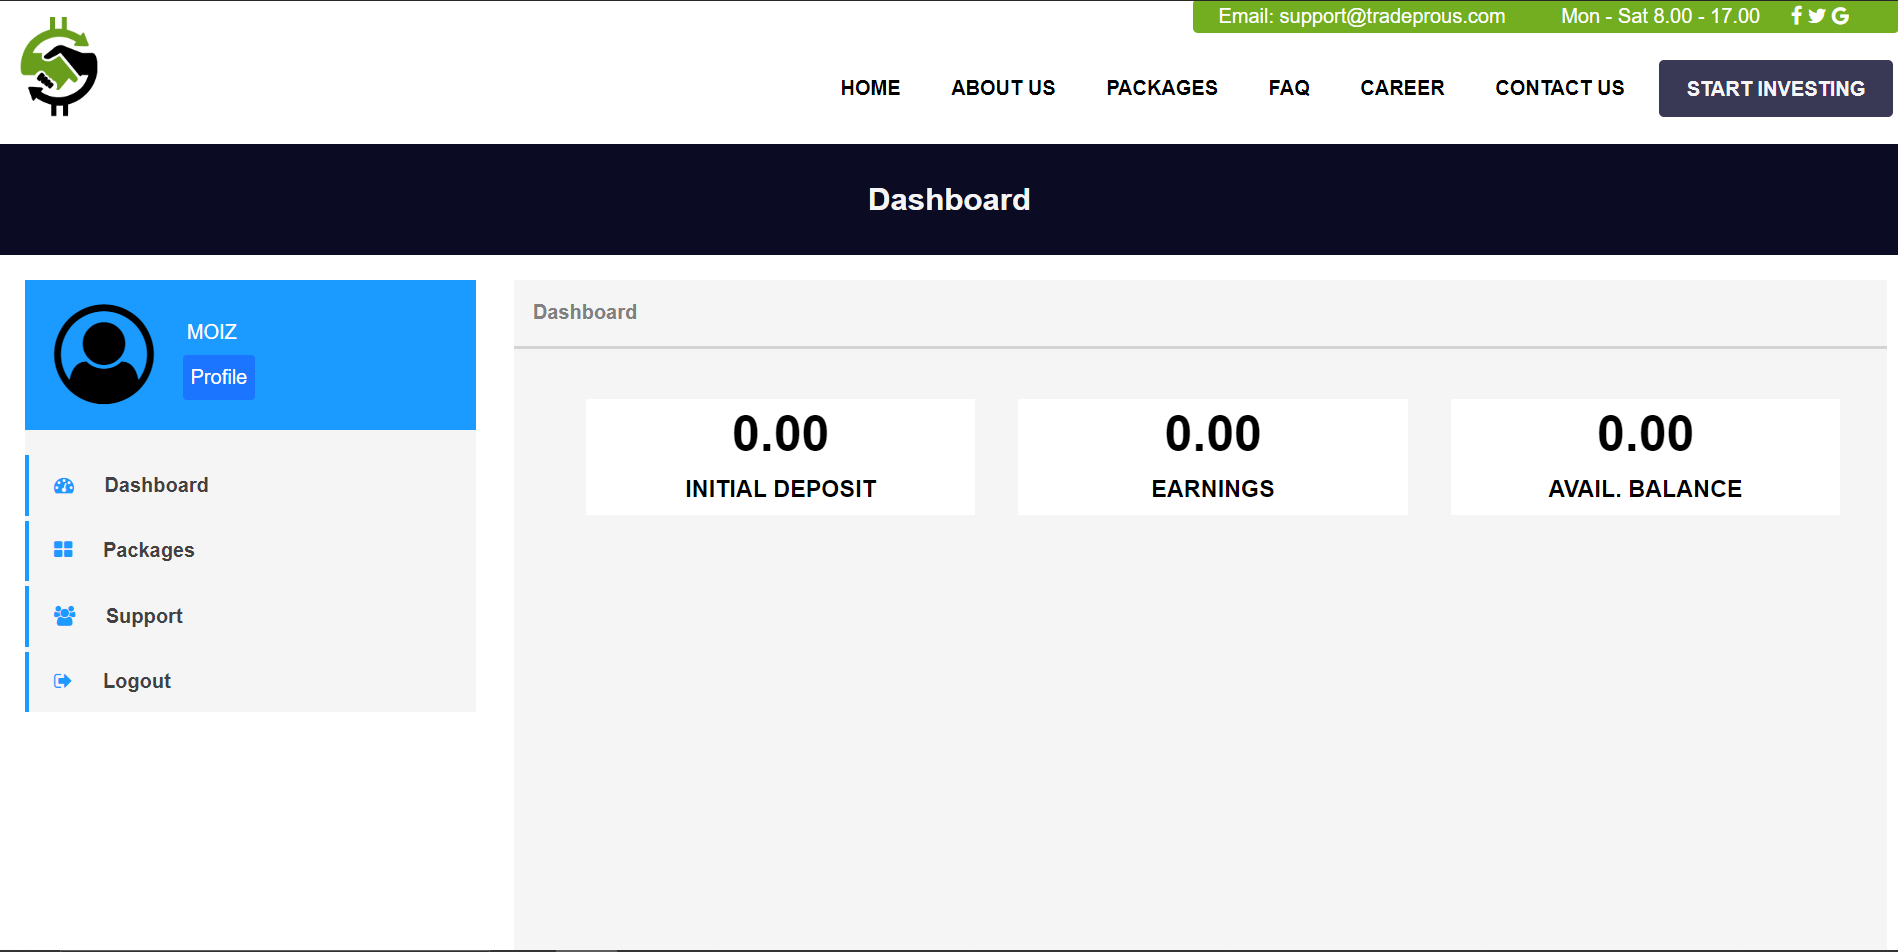 Email: support@tradeprous.com Mon - Sat 8.00 - 17.00
HOME ABOUT US PACKAGES FAQ CAREER CONTACT US START INVESTING
Dashboard
MOIZ
Profile
Dashboard
Packages
Support
Logout
Dashboard
0.00
INITIAL DEPOSIT
0.00
EARNINGS
0.00
AVAIL. BALANCE